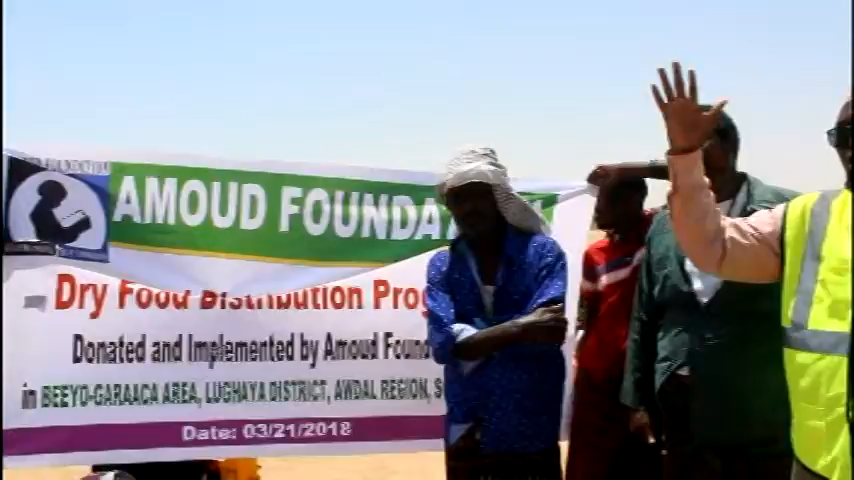 AMOUD FOUNDA
Dry Food Distribution Prog
Donated and Implemented by Amoud Found
in BEEYO-GARAACA AREA, LUGHAYA DISTRICT, AWDAL REGION, S
Date: 03/21/2018